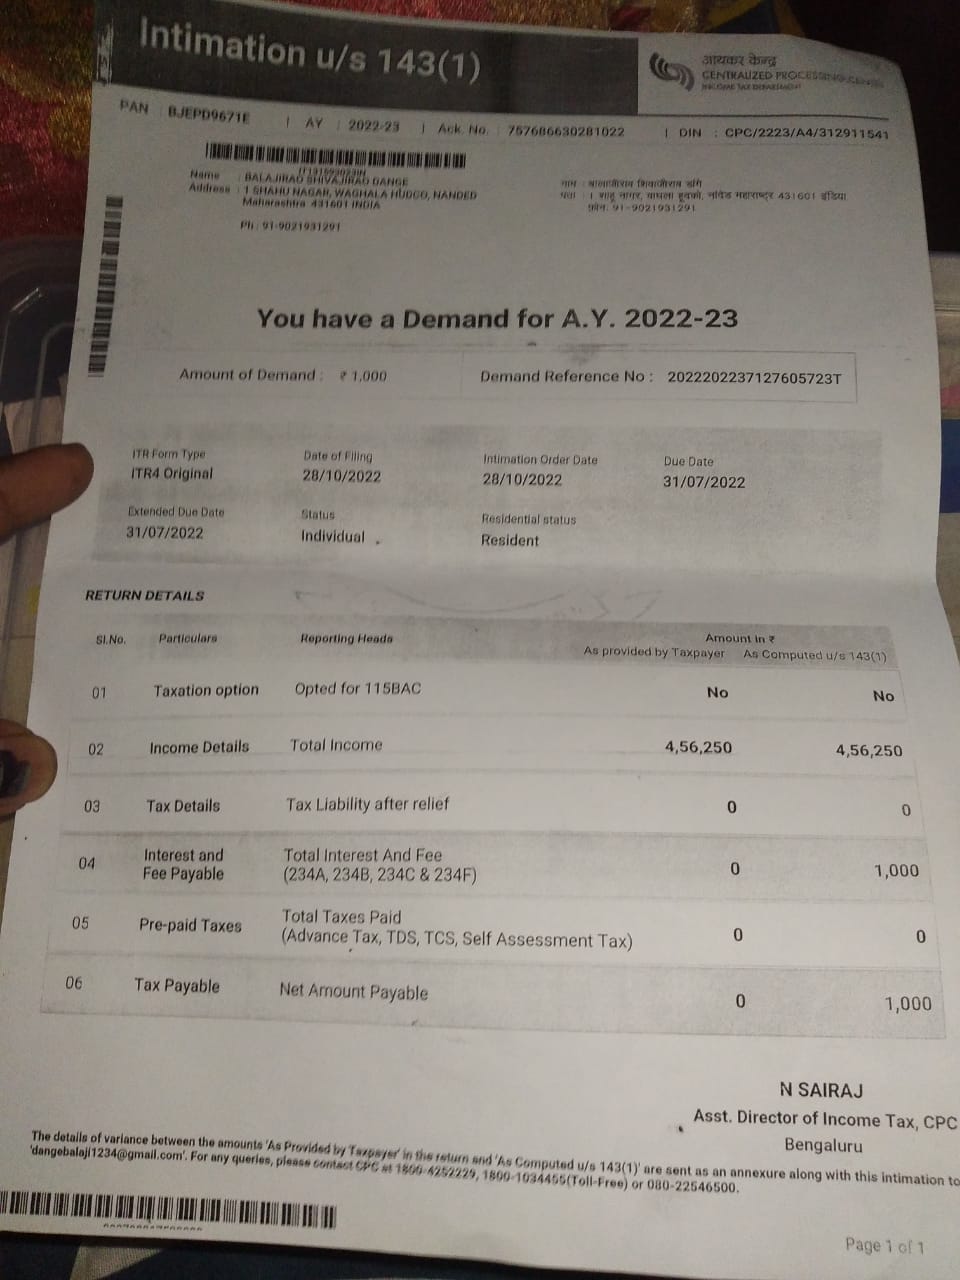 Intimation u/s 143(1)
आयकर केन्द्र
CENTRALIZED PROCESSING CENTRE
INCOME TAX DEPARTMENT
PAN : BJEPD9671E | AY : 2022-23 | Ack. No. : 757686630281022 | DIN : CPC/2223/A4/312911541
Name : BALAJIRAO SHIVAJIRAO DANGE
Address : 1 SHAHU NAGAR, WAGHALA HUDCO, NANDED
Maharashtra 431601 INDIA
Ph : 91-9021931291
नाम : बालाजीराव शिवाजीराव डांगे
पता : 1 शाहू नागर, वाघला हूडको, नांदेड महाराष्ट्र 431601 इंडिया
फ़ोन: 91-9021931291
You have a Demand for A.Y. 2022-23
Amount of Demand : ₹ 1,000
Demand Reference No : 2022202237127605723T
ITR Form Type Date of Filing Intimation Order Date Due Date
ITR4 Original 28/10/2022 28/10/2022 31/07/2022
Extended Due Date Status Residential status
31/07/2022 Individual Resident
RETURN DETAILS
Sl.No. Particulars Reporting Heads Amount in ₹
As provided by Taxpayer As Computed u/s 143(1)
01 Taxation option Opted for 115BAC No No
02 Income Details Total Income 4,56,250 4,56,250
03 Tax Details Tax Liability after relief 0 0
04 Interest and Fee Payable Total Interest And Fee (234A, 234B, 234C & 234F) 0 1,000
05 Pre-paid Taxes Total Taxes Paid (Advance Tax, TDS, TCS, Self Assessment Tax) 0 0
06 Tax Payable Net Amount Payable 0 1,000
N SAIRAJ
Asst. Director of Income Tax, CPC
Bengaluru
The details of variance between the amounts 'As Provided by Taxpayer' in the return and 'As Computed u/s 143(1)' are sent as an annexure along with this intimation to
'dangebalaji1234@gmail.com'. For any queries, please contact CPC at 1800-4252229, 1800-1034455(Toll-Free) or 080-22546500.
Page 1 of 1